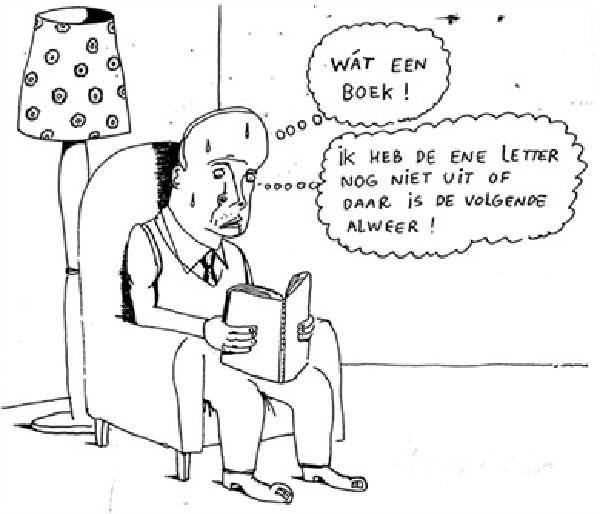 WÁT EEN
BOEK!
IK HEB DE ENE LETTER
NOG NIET UIT OF
DAAR IS DE VOLGENDE
ALWEER!